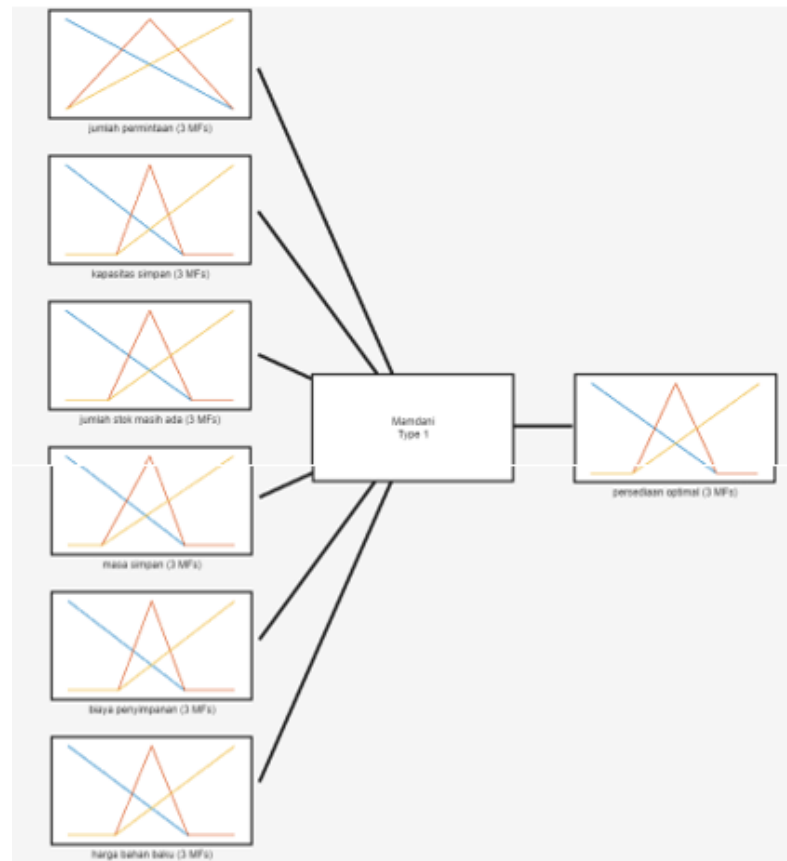 jumlah permintaan (3 MFs)
kapasitas simpan (3 MFs)
jumlah stok masih ada (3 MFs)
Mamdani
Type 1
persediaan optimal (3 MFs)
masa simpan (3 MFs)
biaya penyimpanan (3 MFs)
harga bahan baku (3 MFs)